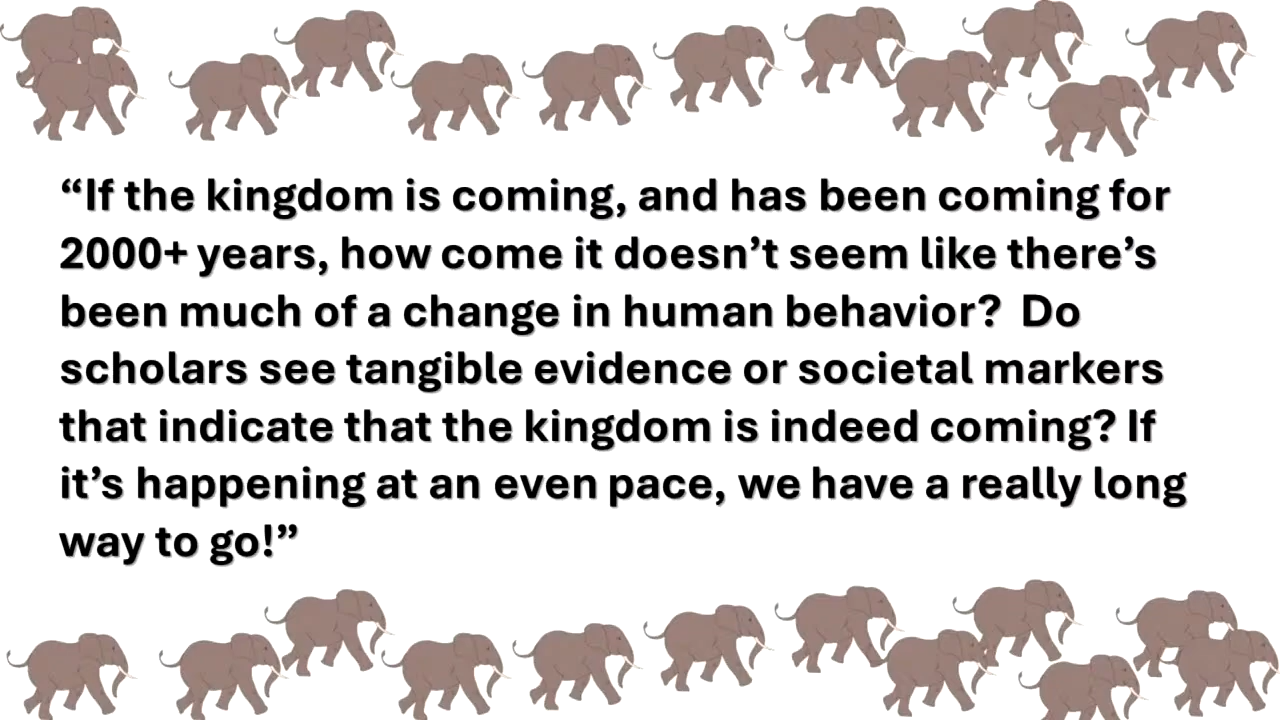 “If the kingdom is coming, and has been coming for
2000+ years, how come it doesn’t seem like there’s
been much of a change in human behavior?  Do
scholars see tangible evidence or societal markers
that indicate that the kingdom is indeed coming? If
it’s happening at an even pace, we have a really long
way to go!”